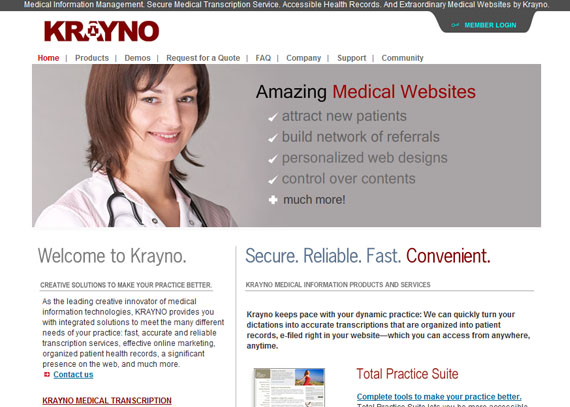 Medical Information Management. Secure Medical Transcription Service. Accessible Health Records. And Extraordinary Medical Websites by Krayno.
KRAYNO
MEMBER LOGIN
Home | Products | Demos | Request for a Quote | FAQ | Company | Support | Community
Amazing Medical Websites
attract new patients
build network of referrals
personalized web designs
control over contents
much more!
Welcome to Krayno.
CREATIVE SOLUTIONS TO MAKE YOUR PRACTICE BETTER.
As the leading creative innovator of medical
information technologies, KRAYNO provides you
with integrated solutions to meet the many different
needs of your practice: fast, accurate and reliable
transcription services, effective online marketing,
organized patient health records, a significant
presence on the web, and much more.
Contact us
KRAYNO MEDICAL TRANSCRIPTION
Secure. Reliable. Fast. Convenient.
KRAYNO MEDICAL INFORMATION PRODUCTS AND SERVICES
Krayno keeps pace with your dynamic practice: We can quickly turn your
dictations into accurate transcriptions that are organized into patient
records, e-filed right in your website—which you can access from anywhere,
anytime.
Total Practice Suite
Complete tools to make your practice better.
Total Practice Suite lets you be more accessible